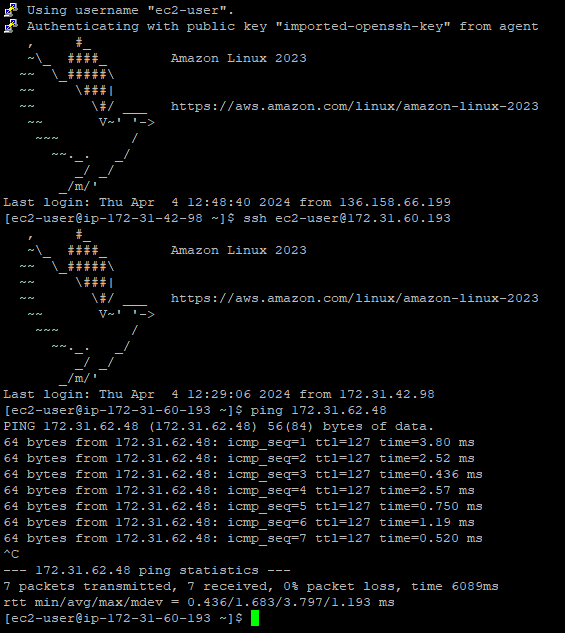 Using username "ec2-user".
Authenticating with public key "imported-openssh-key" from agent
   ,     #_
   ~\_  ####_        Amazon Linux 2023
  ~~  \_#####\
  ~~     \###|
  ~~       \#/ ___   https://aws.amazon.com/linux/amazon-linux-2023
   ~~       V~' '->
    ~~~         /
      ~~._.   _/
         _/ _/
       _/m/'
Last login: Thu Apr  4 12:48:40 2024 from 136.158.66.199
[ec2-user@ip-172-31-42-98 ~]$ ssh ec2-user@172.31.60.193
   ,     #_
   ~\_  ####_        Amazon Linux 2023
  ~~  \_#####\
  ~~     \###|
  ~~       \#/ ___   https://aws.amazon.com/linux/amazon-linux-2023
   ~~       V~' '->
    ~~~         /
      ~~._.   _/
         _/ _/
       _/m/'
Last login: Thu Apr  4 12:29:06 2024 from 172.31.42.98
[ec2-user@ip-172-31-60-193 ~]$ ping 172.31.62.48
PING 172.31.62.48 (172.31.62.48) 56(84) bytes of data.
64 bytes from 172.31.62.48: icmp_seq=1 ttl=127 time=3.80 ms
64 bytes from 172.31.62.48: icmp_seq=2 ttl=127 time=2.52 ms
64 bytes from 172.31.62.48: icmp_seq=3 ttl=127 time=0.436 ms
64 bytes from 172.31.62.48: icmp_seq=4 ttl=127 time=2.57 ms
64 bytes from 172.31.62.48: icmp_seq=5 ttl=127 time=0.750 ms
64 bytes from 172.31.62.48: icmp_seq=6 ttl=127 time=1.19 ms
64 bytes from 172.31.62.48: icmp_seq=7 ttl=127 time=0.520 ms
^C
--- 172.31.62.48 ping statistics ---
7 packets transmitted, 7 received, 0% packet loss, time 6089ms
rtt min/avg/max/mdev = 0.436/1.683/3.797/1.193 ms
[ec2-user@ip-172-31-60-193 ~]$